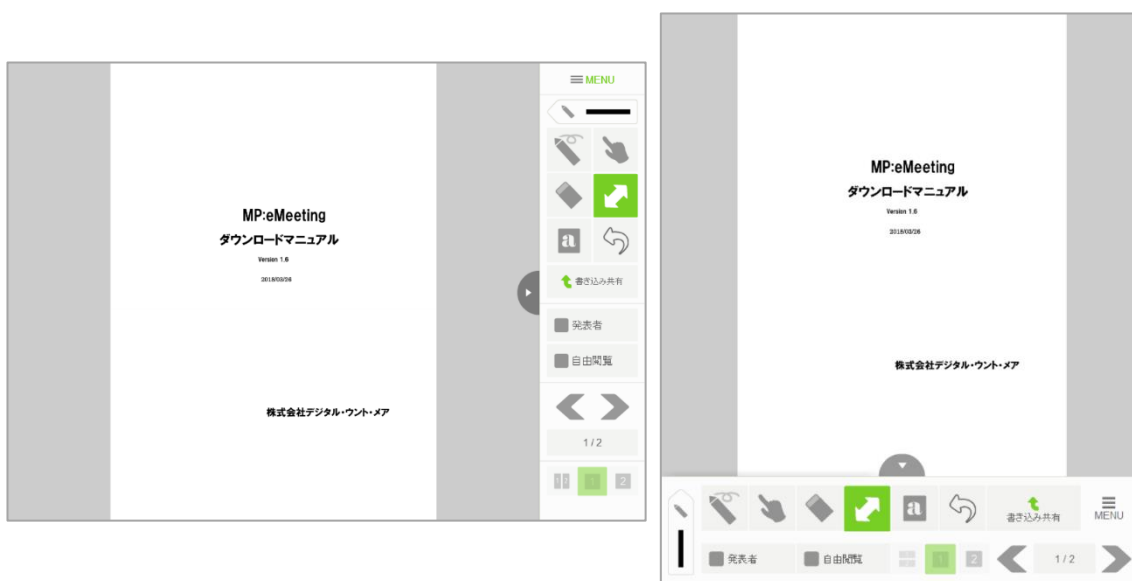 MENU
MP:eMeeting
ダウンロードマニュアル
Version 1.6
2018/03/26
株式会社デジタル・ウント・メア
a
書き込み共有
発表者
自由閲覧
1 / 2
1 2
1
2
MP:eMeeting
ダウンロードマニュアル
Version 1.6
2018/03/26
株式会社デジタル・ウント・メア
a
書き込み共有
MENU
発表者
自由閲覧
1
2
1 / 2